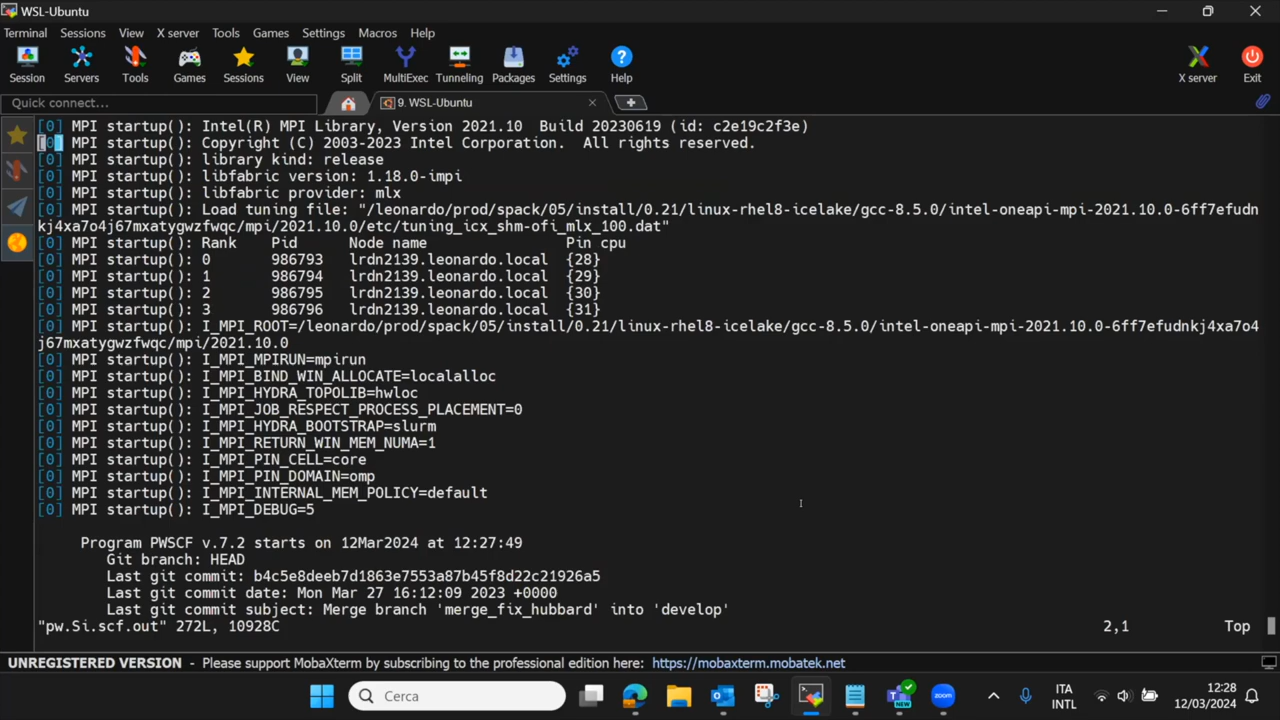 WSL-Ubuntu
Terminal Sessions View X server Tools Games Settings Macros Help
Session Servers Tools Games Sessions View Split MultiExec Tunneling Packages Settings Help X server Exit
Quick connect... 9. WSL-Ubuntu
[0] MPI startup(): Intel(R) MPI Library, Version 2021.10  Build 20230619 (id: c2e19c2f3e)
[0] MPI startup(): Copyright (C) 2003-2023 Intel Corporation.  All rights reserved.
[0] MPI startup(): library kind: release
[0] MPI startup(): libfabric version: 1.18.0-impi
[0] MPI startup(): libfabric provider: mlx
[0] MPI startup(): Load tuning file: "/leonardo/prod/spack/05/install/0.21/linux-rhel8-icelake/gcc-8.5.0/intel-oneapi-mpi-2021.10.0-6ff7efudn
kj4xa7o4j67mxatygwzfwqc/mpi/2021.10.0/etc/tuning_icx_shm-ofi_mlx_100.dat"
[0] MPI startup(): Rank    Pid      Node name                Pin cpu
[0] MPI startup(): 0       986793   lrdn2139.leonardo.local  {28}
[0] MPI startup(): 1       986794   lrdn2139.leonardo.local  {29}
[0] MPI startup(): 2       986795   lrdn2139.leonardo.local  {30}
[0] MPI startup(): 3       986796   lrdn2139.leonardo.local  {31}
[0] MPI startup(): I_MPI_ROOT=/leonardo/prod/spack/05/install/0.21/linux-rhel8-icelake/gcc-8.5.0/intel-oneapi-mpi-2021.10.0-6ff7efudnkj4xa7o4
j67mxatygwzfwqc/mpi/2021.10.0
[0] MPI startup(): I_MPI_MPIRUN=mpirun
[0] MPI startup(): I_MPI_BIND_WIN_ALLOCATE=localalloc
[0] MPI startup(): I_MPI_HYDRA_TOPOLIB=hwloc
[0] MPI startup(): I_MPI_JOB_RESPECT_PROCESS_PLACEMENT=0
[0] MPI startup(): I_MPI_HYDRA_BOOTSTRAP=slurm
[0] MPI startup(): I_MPI_RETURN_WIN_MEM_NUMA=1
[0] MPI startup(): I_MPI_PIN_CELL=core
[0] MPI startup(): I_MPI_PIN_DOMAIN=omp
[0] MPI startup(): I_MPI_INTERNAL_MEM_POLICY=default
[0] MPI startup(): I_MPI_DEBUG=5
Program PWSCF v.7.2 starts on 12Mar2024 at 12:27:49
Git branch: HEAD
Last git commit: b4c5e8deeb7d1863e7553a87b45f8d22c21926a5
Last git commit date: Mon Mar 27 16:12:09 2023 +0000
Last git commit subject: Merge branch 'merge_fix_hubbard' into 'develop'
"pw.Si.scf.out" 272L, 10928C 2,1 Top
UNREGISTERED VERSION - Please support MobaXterm by subscribing to the professional edition here: https://mobaxterm.mobatek.net
Cerca NEW zoom ITA 12:28
INTL 12/03/2024